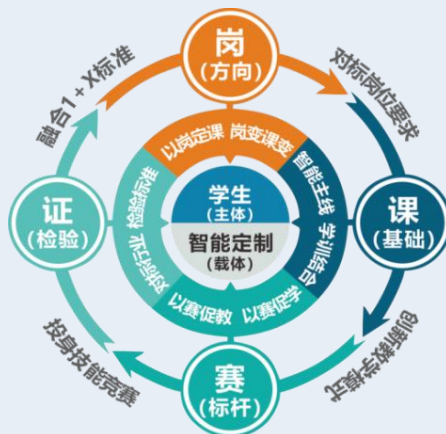 岗
(方向)
融合1+X标准
对标岗位要求
以岗定课 岗变课变
证
(检验)
对标行业 检验标准
学生
(主体)
智能定制
(载体)
智能主线 学训结合
课
(基础)
以赛促教 以赛促学
投身技能竞赛
创新教学模式
赛
(标杆)